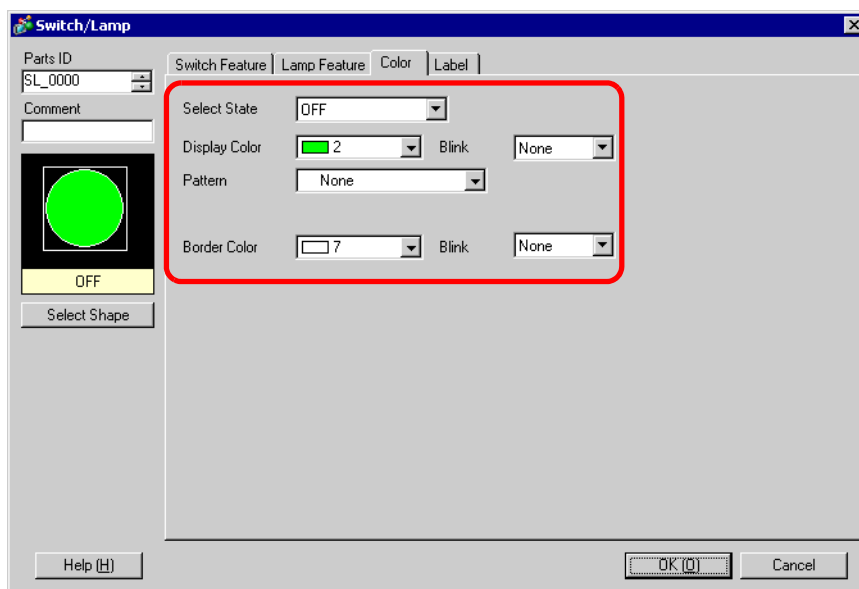 Switch/Lamp
Parts ID
SL_0000
Comment
OFF
Select Shape
Switch Feature Lamp Feature Color Label
Select State OFF
Display Color 2 Blink None
Pattern None
Border Color 7 Blink None
Help (H) OK (O) Cancel